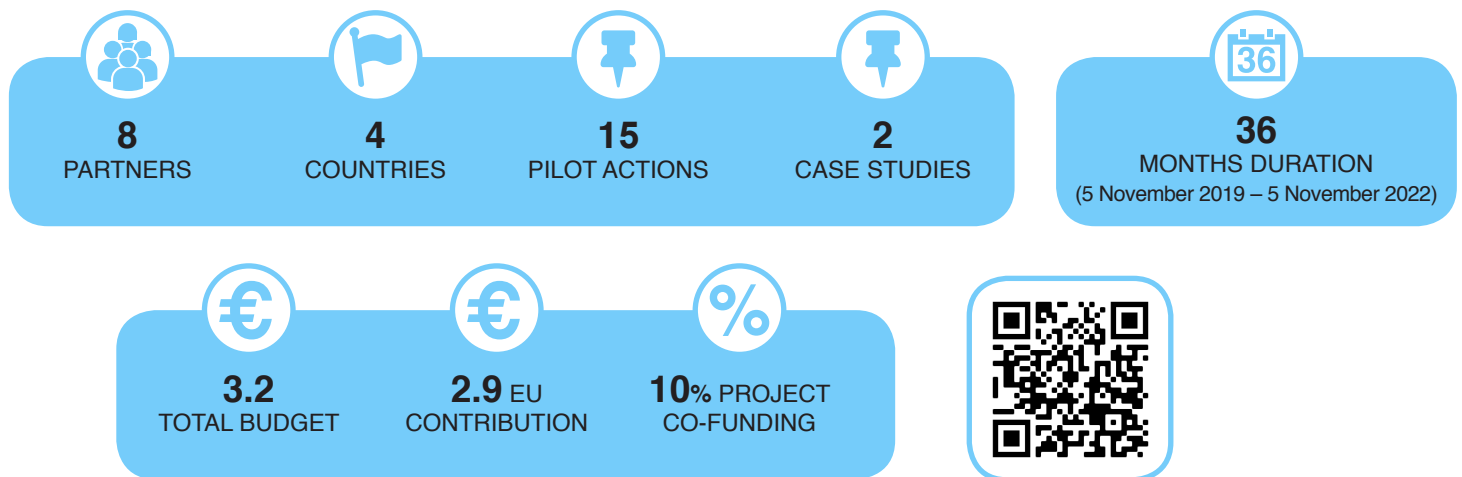 36
8
PARTNERS
4
COUNTRIES
15
PILOT ACTIONS
2
CASE STUDIES
36
MONTHS DURATION
(5 November 2019 – 5 November 2022)
€
€
%
3.2
TOTAL BUDGET
2.9 EU
CONTRIBUTION
10% PROJECT
CO-FUNDING